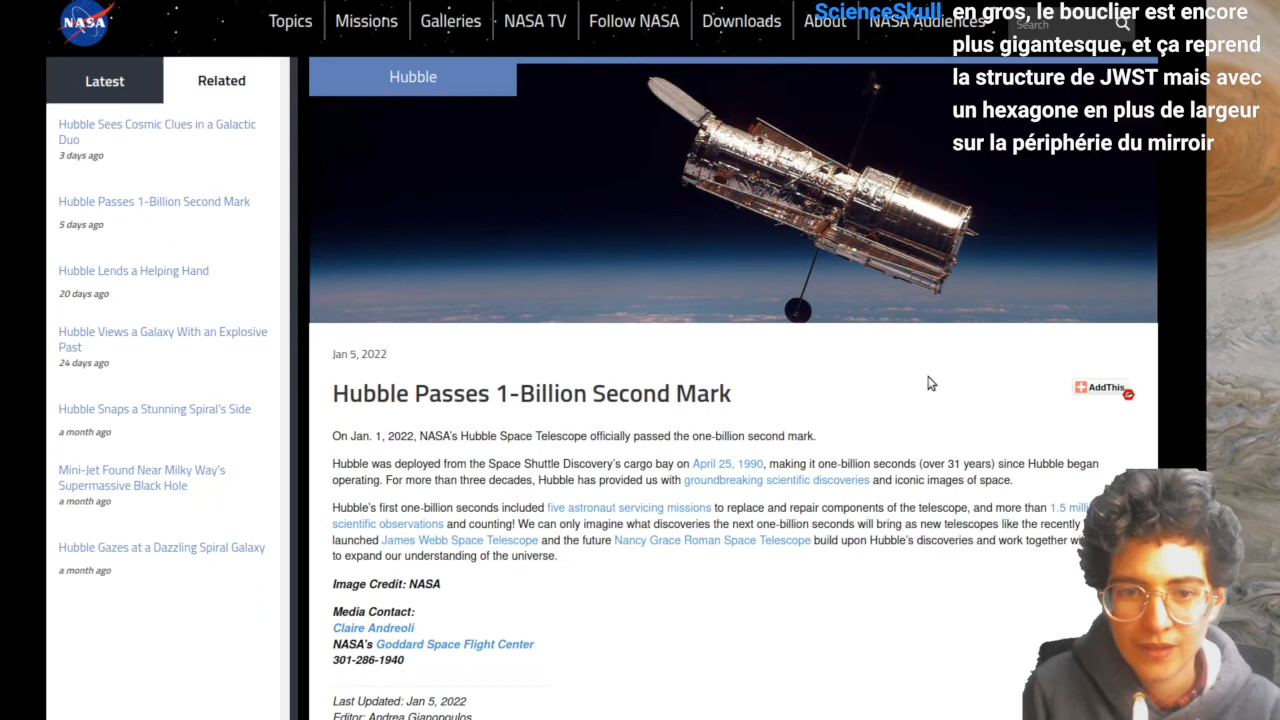 NASA
Topics
Missions
Galleries
NASA TV
Follow NASA
Downloads
About
NASA Audiences
Search
ScienceSkull en gros, le bouclier est encore
plus gigantesque, et ça reprend
la structure de JWST mais avec
un hexagone en plus de largeur
sur la périphérie du mirroir
Latest
Related
Hubble Sees Cosmic Clues in a Galactic
Duo
3 days ago
Hubble Passes 1-Billion Second Mark
5 days ago
Hubble Lends a Helping Hand
20 days ago
Hubble Views a Galaxy With an Explosive
Past
24 days ago
Hubble Snaps a Stunning Spiral's Side
a month ago
Mini-Jet Found Near Milky Way's
Supermassive Black Hole
a month ago
Hubble Gazes at a Dazzling Spiral Galaxy
a month ago
Hubble
Jan 5, 2022
Hubble Passes 1-Billion Second Mark
AddThis
On Jan. 1, 2022, NASA's Hubble Space Telescope officially passed the one-billion second mark.
Hubble was deployed from the Space Shuttle Discovery's cargo bay on April 25, 1990, making it one-billion seconds (over 31 years) since Hubble began
operating. For more than three decades, Hubble has provided us with groundbreaking scientific discoveries and iconic images of space.
Hubble's first one-billion seconds included five astronaut servicing missions to replace and repair components of the telescope, and more than 1.5
scientific observations and counting! We can only imagine what discoveries the next one-billion seconds will bring as new telescopes like the recently
launched James Webb Space Telescope and the future Nancy Grace Roman Space Telescope build upon Hubble's discoveries and work together
to expand our understanding of the universe.
Image Credit: NASA
Media Contact:
Claire Andreoli
NASA's Goddard Space Flight Center
301-286-1940
Last Updated: Jan 5, 2022
Editor: Andrea Gianopoulos